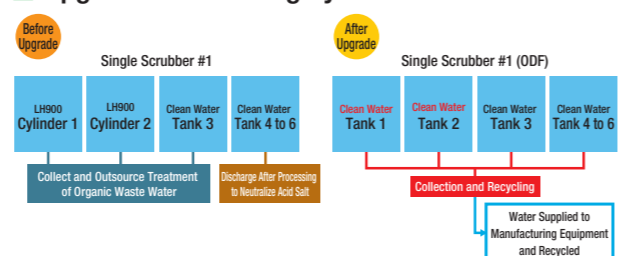 Before
Upgrade
Single Scrubber #1
LH900
Cylinder 1
LH900
Cylinder 2
Clean Water
Tank 3
Clean Water
Tank 4 to 6
Collect and Outsource Treatment
of Organic Waste Water
Discharge After Processing
to Neutralize Acid Salt
After
Upgrade
Single Scrubber #1 (ODF)
Clean Water
Tank 1
Clean Water
Tank 2
Clean Water
Tank 3
Clean Water
Tank 4 to 6
Collection and Recycling
Water Supplied to
Manufacturing Equipment
and Recycled